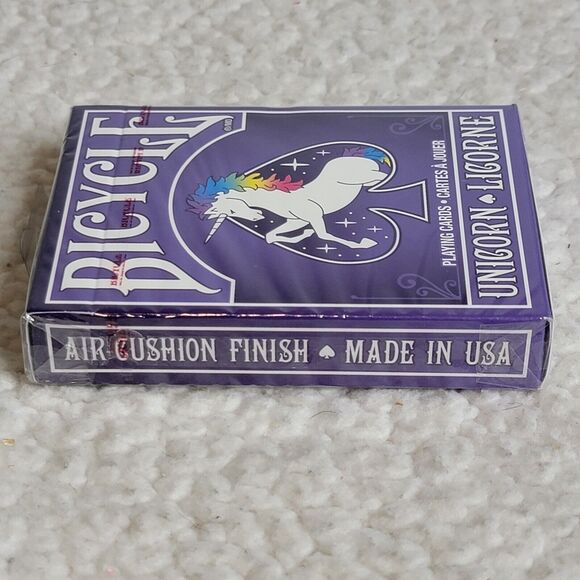 BICYCLE
PLAYING CARDS • CARTES À JOUER
UNICORN ♠ LICORNE
AIR-CUSHION FINISH ♠ MADE IN USA